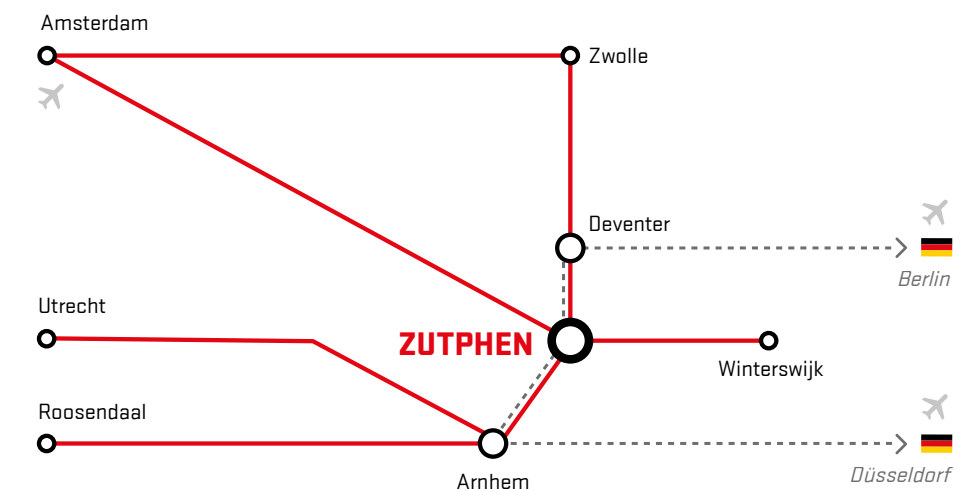 Amsterdam
Zwolle
Deventer
Berlin
Utrecht
ZUTPHEN
Winterswijk
Roosendaal
Düsseldorf
Arnhem